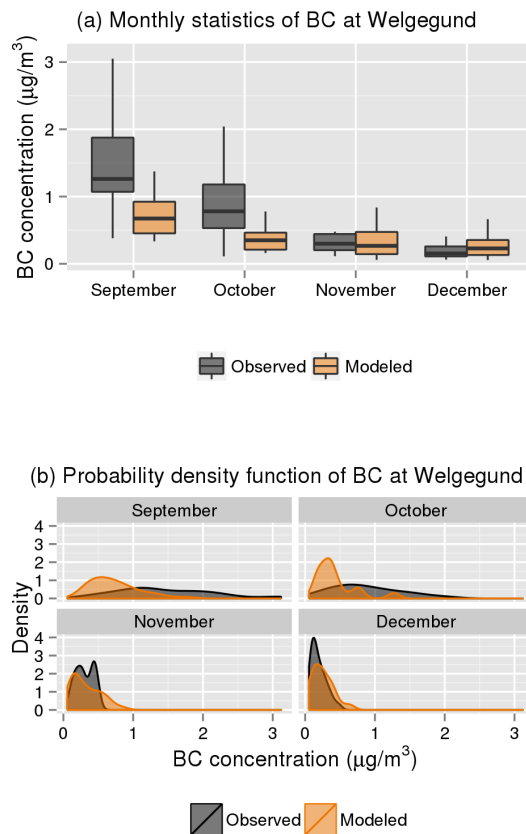 (a) Monthly statistics of BC at Welgegund
BC concentration (μg/m³)
3
2
1
0
September October November December
Observed Modeled
(b) Probability density function of BC at Welgegund
Density
September October
4
3
2
1
0
November December
4
3
2
1
0
0 1 2 3 0 1 2 3
BC concentration (μg/m³)
Observed Modeled